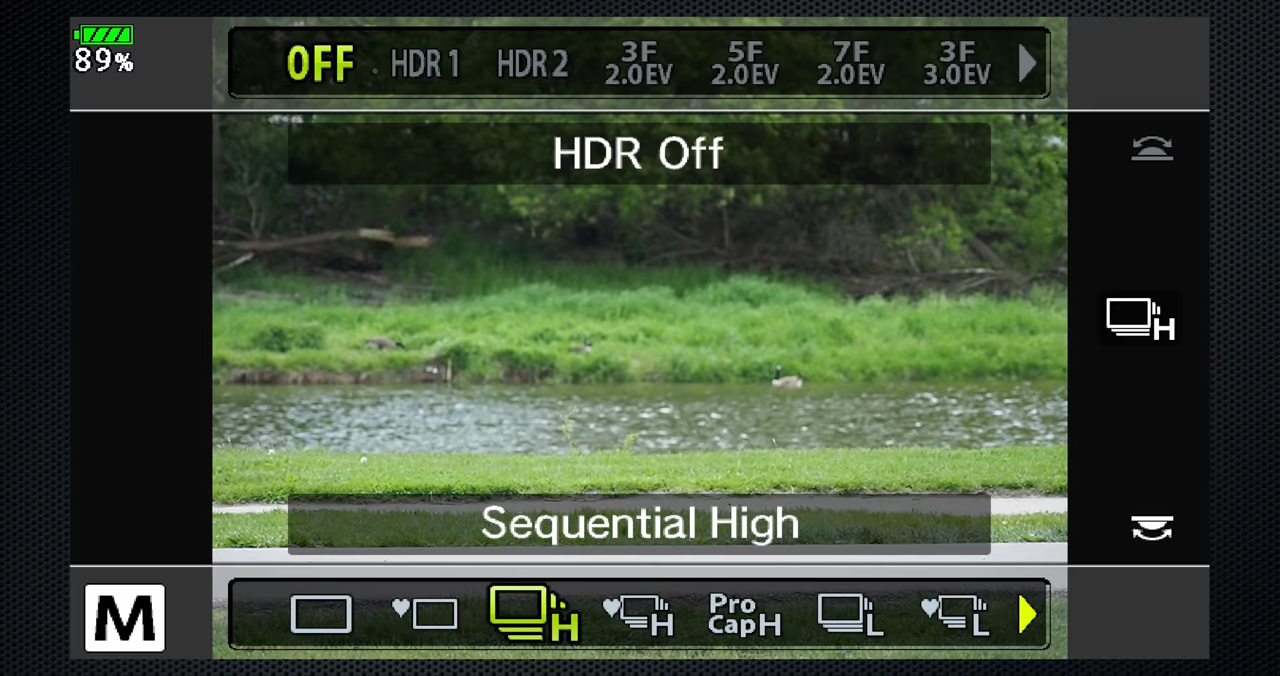 89%
OFF HDR 1 HDR 2 3F 2.0EV 5F 2.0EV 7F 2.0EV 3F 3.0EV
HDR Off
H
Sequential High
M
H H Pro Cap H L L